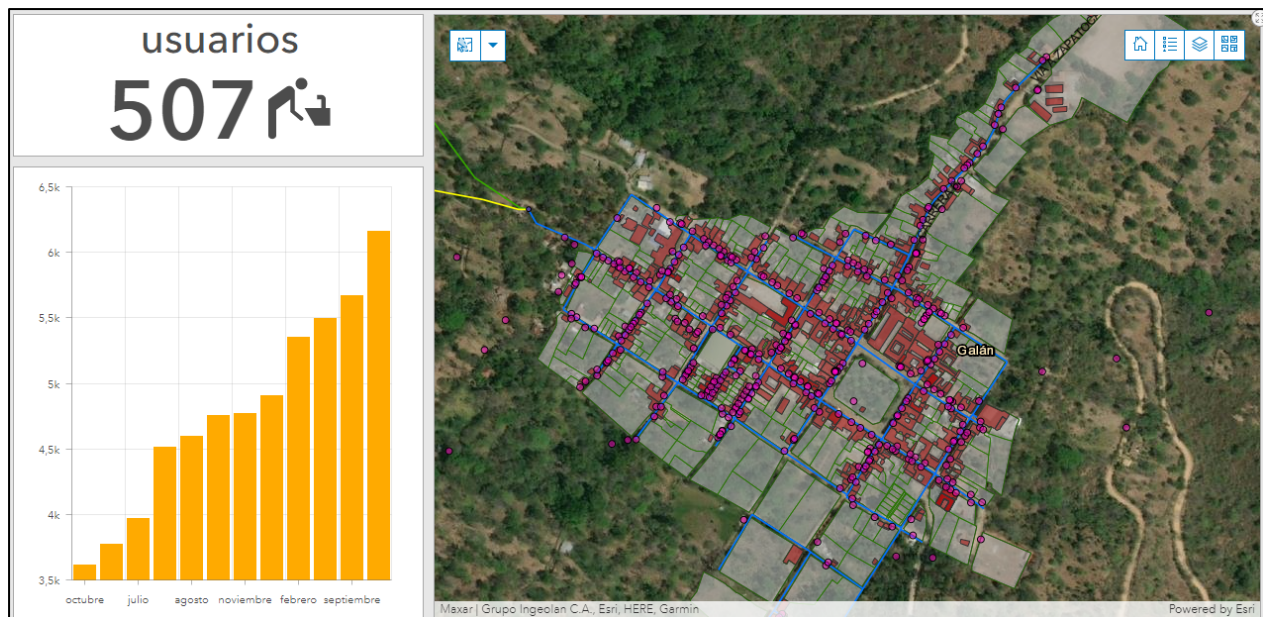 usuarios
507
6,5k
6k
5,5k
5k
4,5k
4k
3,5k
octubre
julio
agosto
noviembre
febrero
septiembre
Galán
Maxar | Grupo Ingeolan C.A., Esri, HERE, Garmin
Powered by Esri